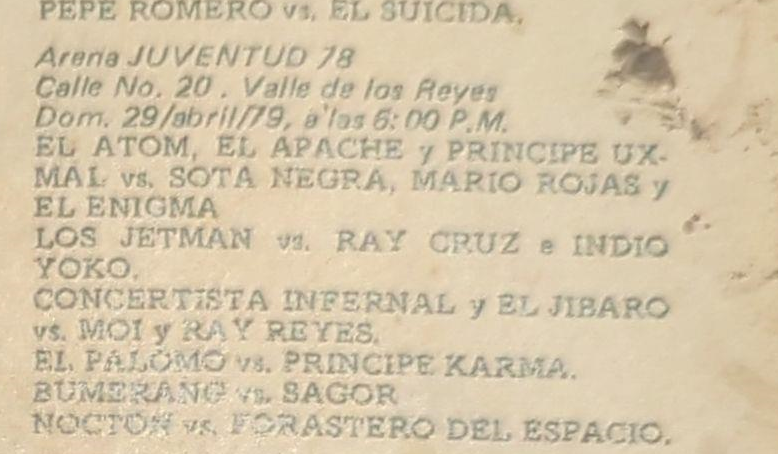 PEPE ROMERO vs. EL SUICIDA.
Arena JUVENTUD 78
Calle No. 20 . Valle de los Reyes
Dom. 29/abril/79, a las 6:00 P.M.
EL ATOM, EL APACHE y PRINCIPE UX-
MAL vs. SOTA NEGRA, MARIO ROJAS y
EL ENIGMA
LOS JETMAN vs. RAY CRUZ e INDIO
YOKO.
CONCERTISTA INFERNAL y EL JIBARO
vs. MOI y RAY REYES.
EL PALOMO vs. PRINCIPE KARMA.
BUMERANG vs. SAGOR
NOCTON vs. FORASTERO DEL ESPACIO.